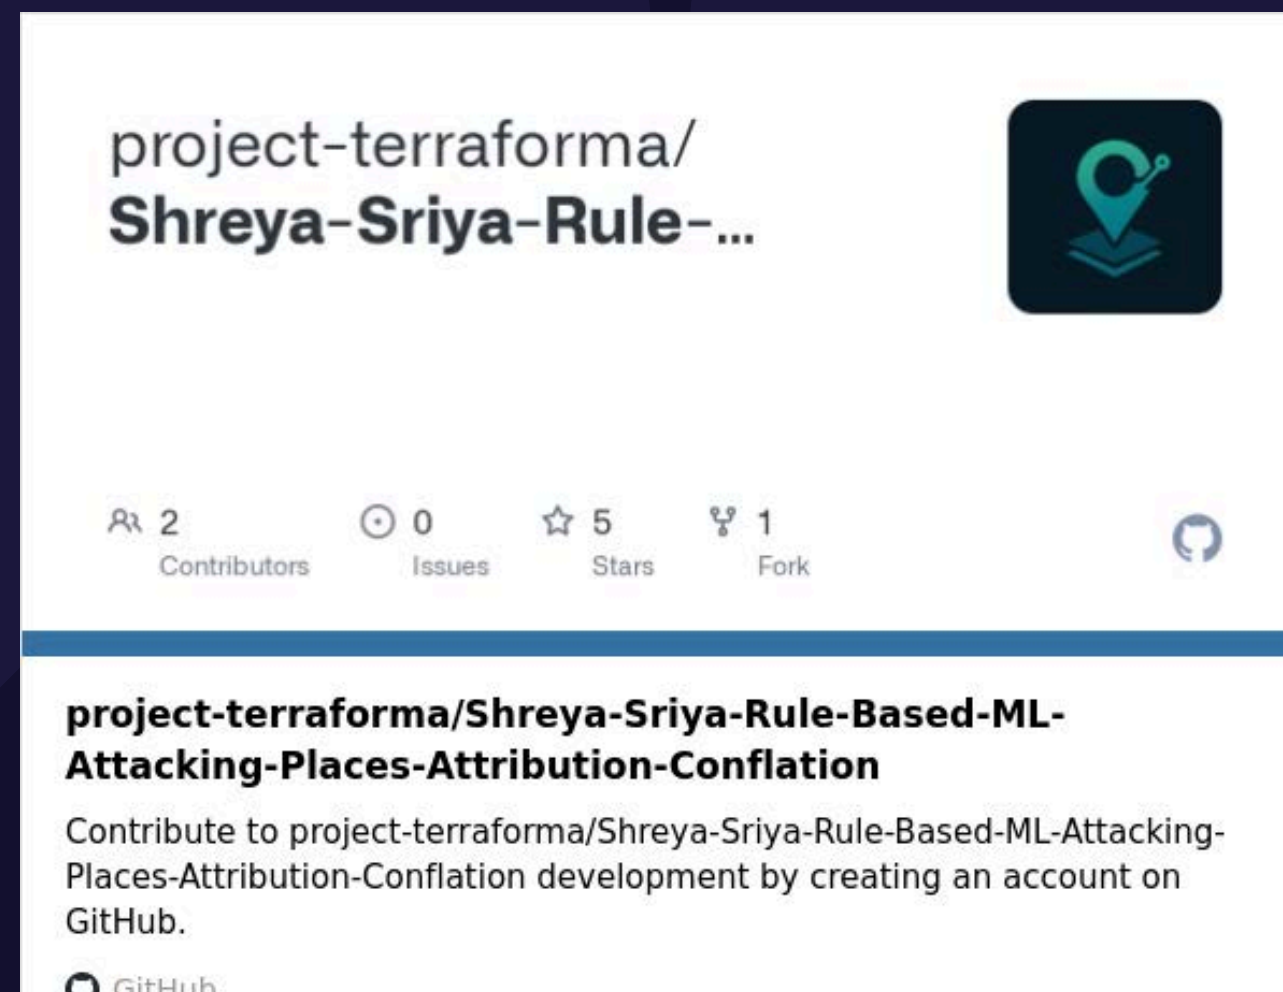 project-terraforma/
Shreya-Sriya-Rule-...
2
Contributors
0
Issues
5
Stars
1
Fork
project-terraforma/Shreya-Sriya-Rule-Based-ML-
Attacking-Places-Attribution-Conflation
Contribute to project-terraforma/Shreya-Sriya-Rule-Based-ML-Attacking-
Places-Attribution-Conflation development by creating an account on
GitHub.
GitHub